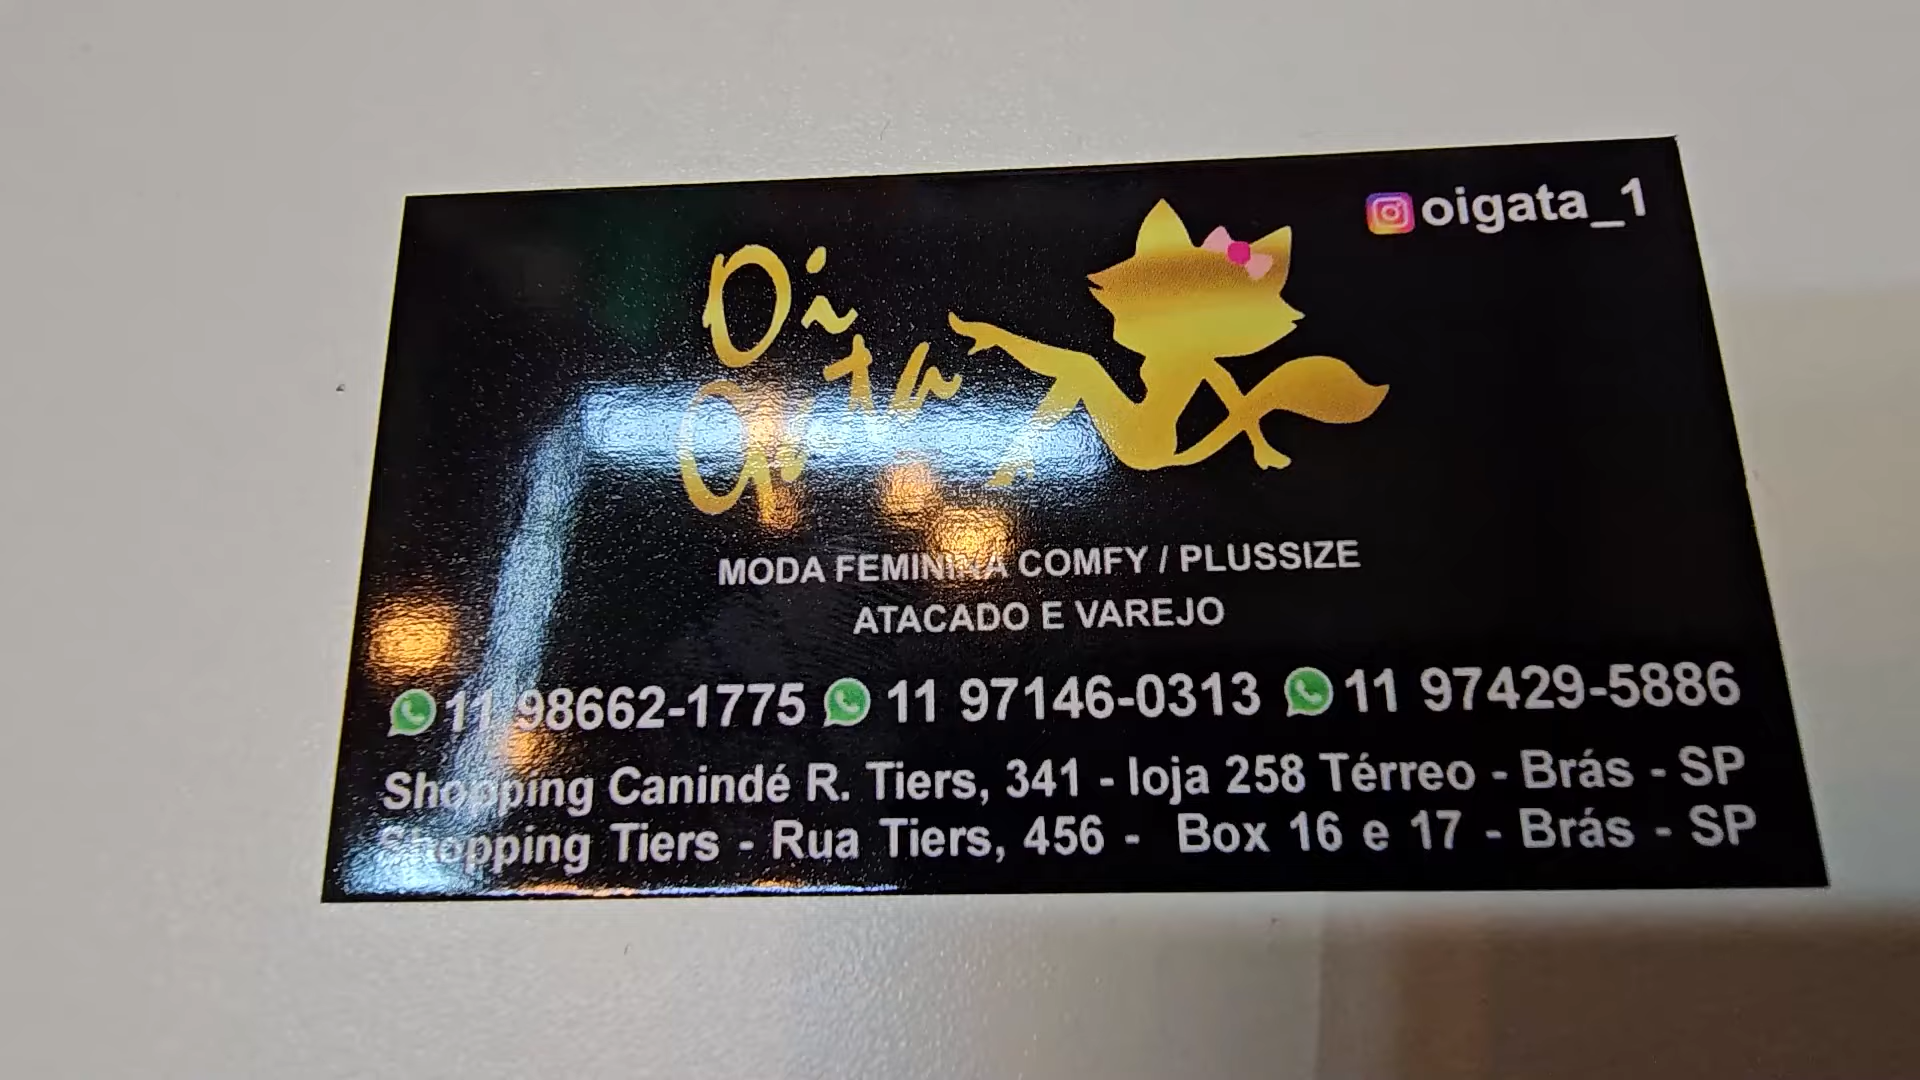 oigata_1
Oi
Gata
MODA FEMININA COMFY / PLUSSIZE
ATACADO E VAREJO
11 98662-1775 11 97146-0313 11 97429-5886
Shopping Canindé R. Tiers, 341 - loja 258 Térreo - Brás - SP
Shopping Tiers - Rua Tiers, 456 - Box 16 e 17 - Brás - SP